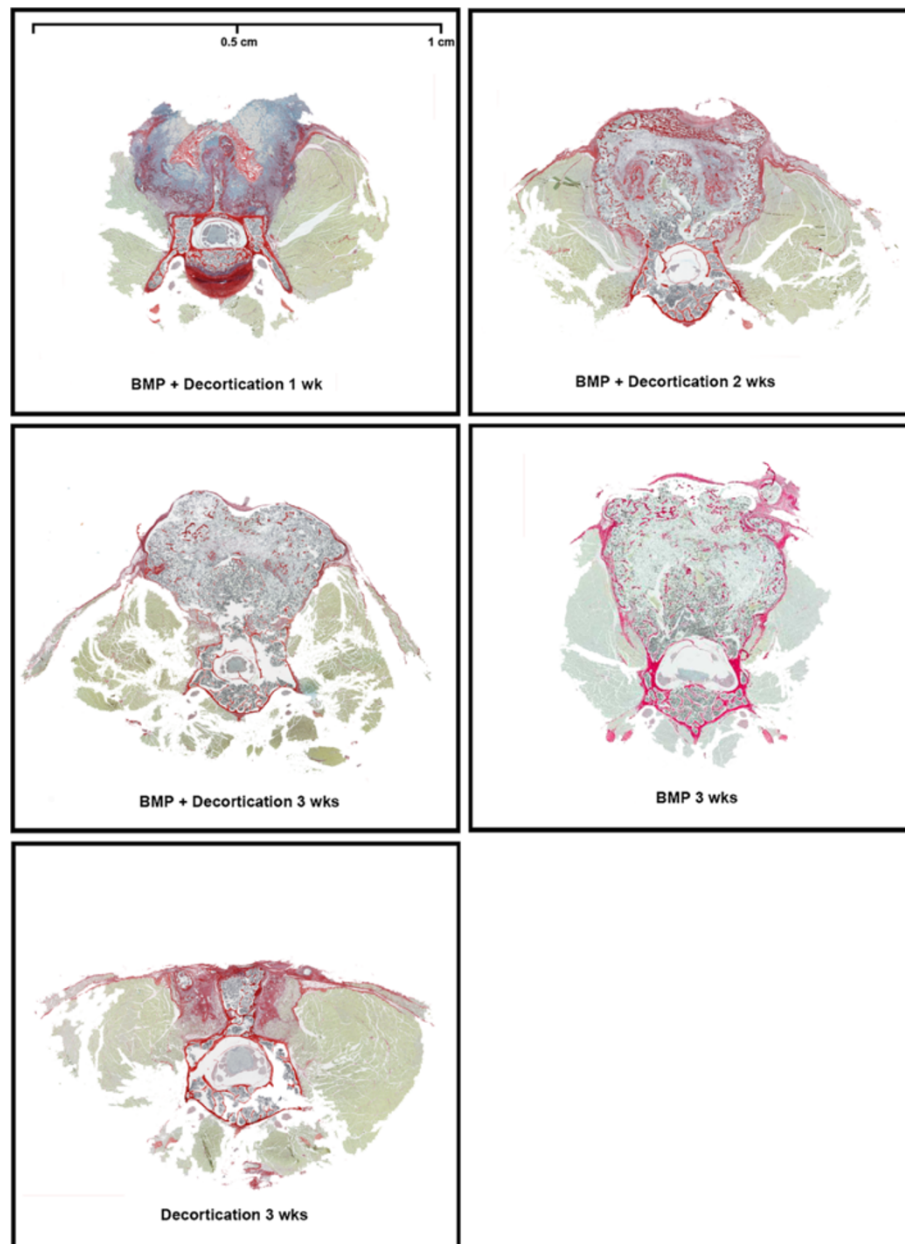 0.5 cm
1 cm
BMP + Decortication 1 wk
BMP + Decortication 2 wks
BMP + Decortication 3 wks
BMP 3 wks
Decortication 3 wks